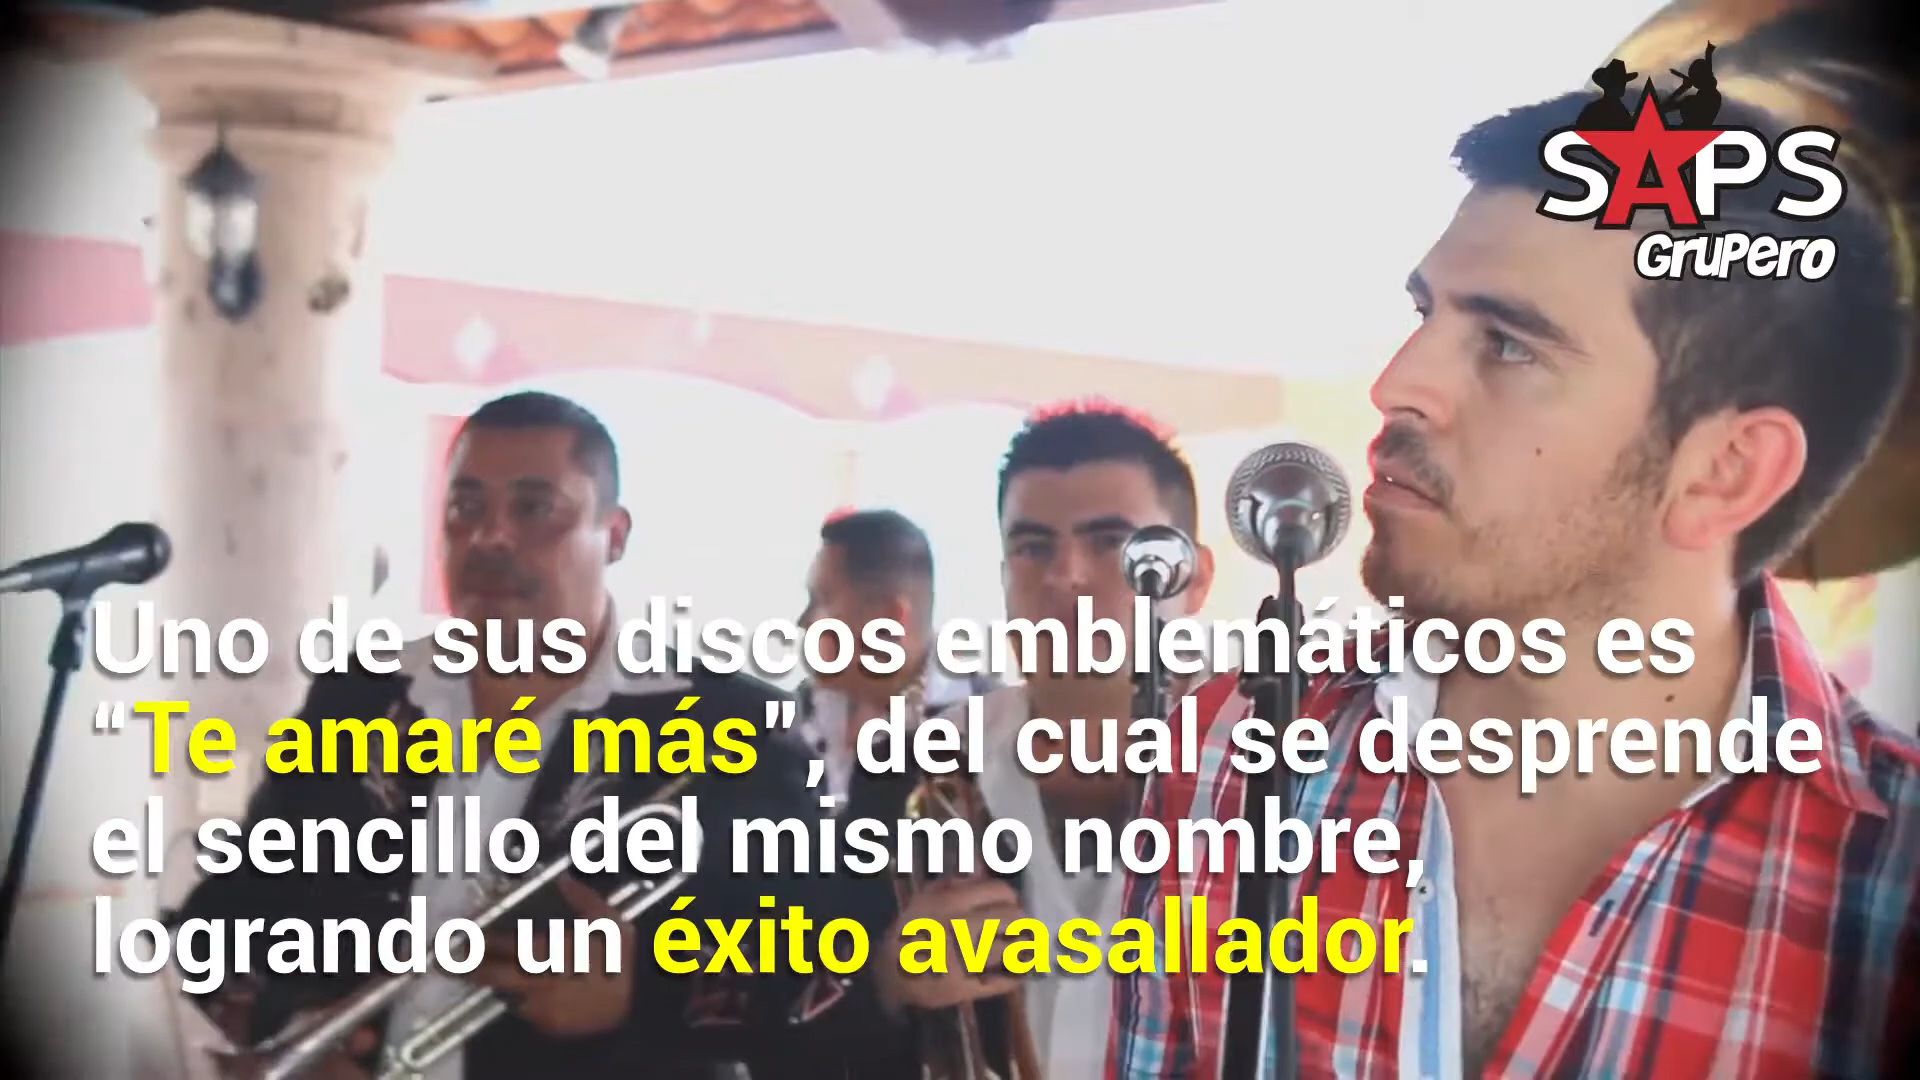 SAPS
GruPero
Uno de sus discos emblemáticos es
“Te amaré más”, del cual se desprende
el sencillo del mismo nombre,
logrando un éxito avasallador.